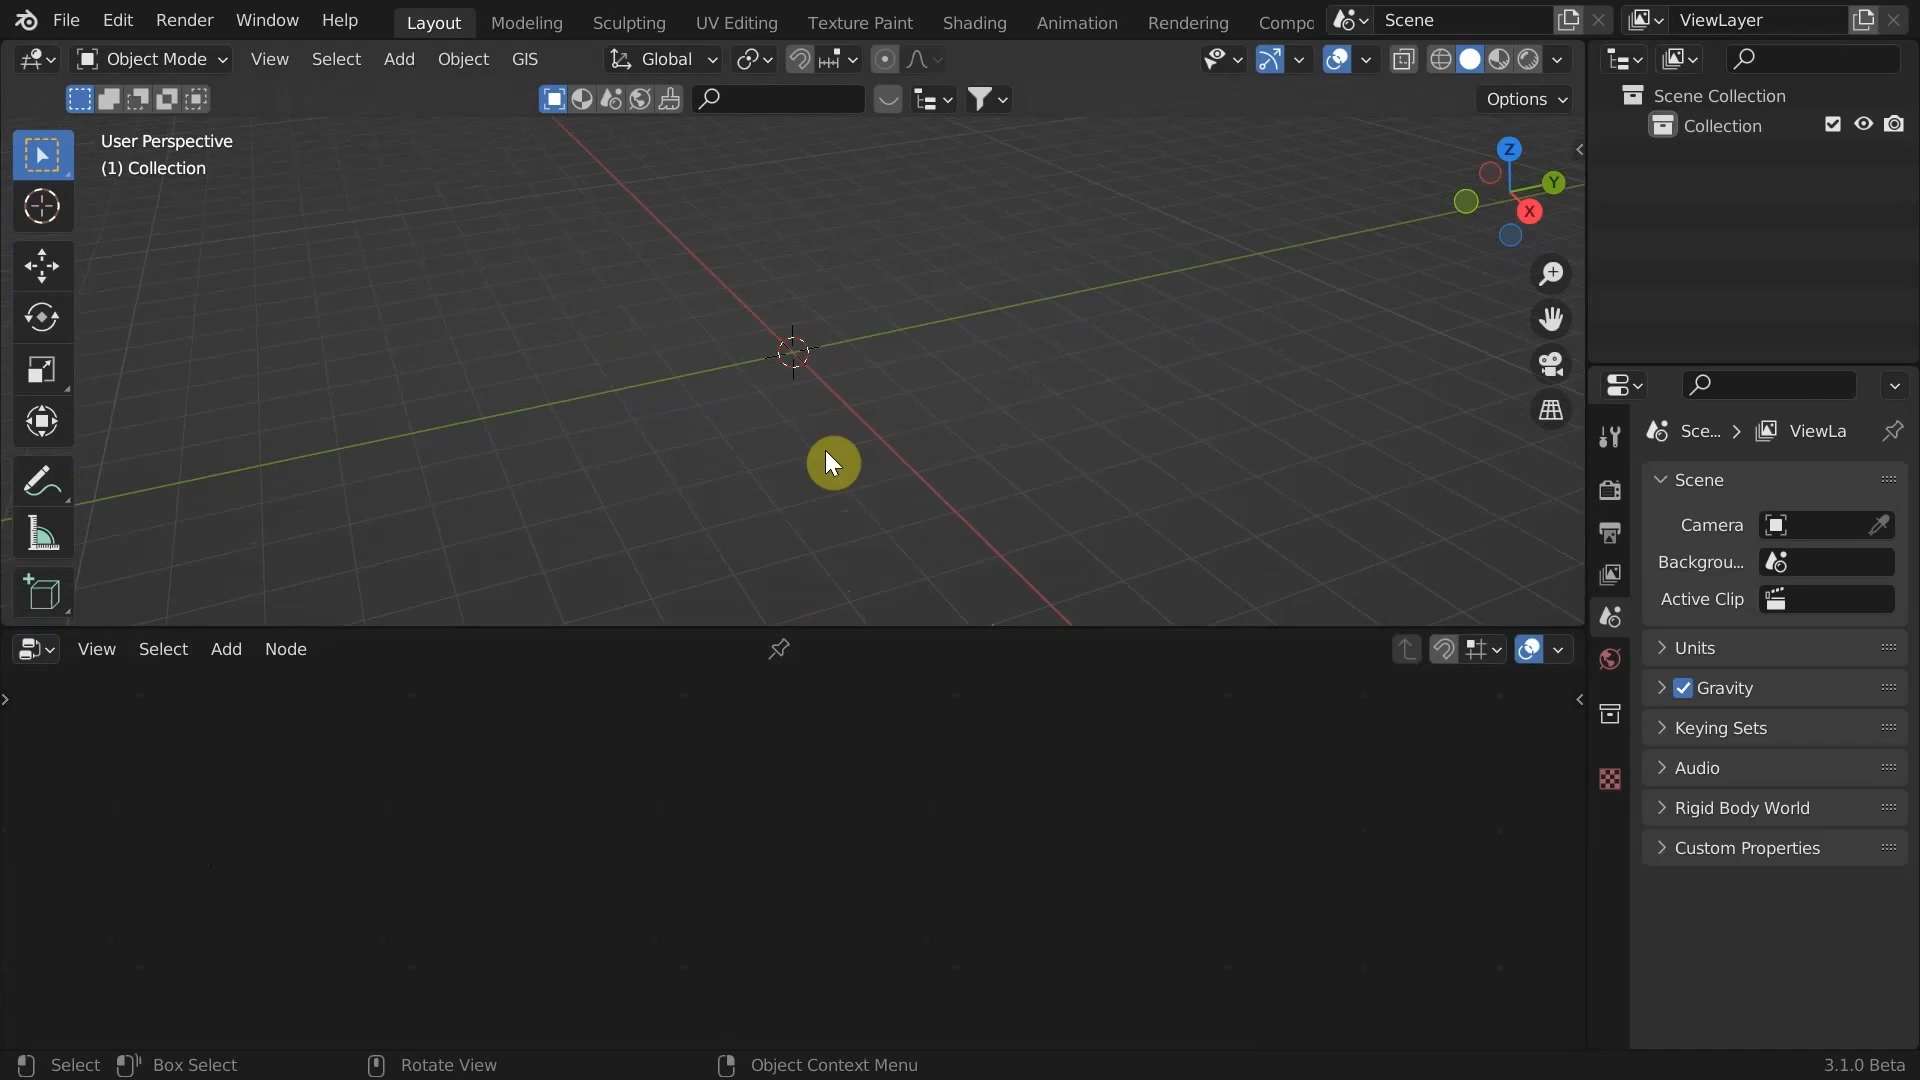 File Edit Render Window Help Layout Modeling Sculpting UV Editing Texture Paint Shading Animation Rendering Compo Scene ViewLayer
Object Mode View Select Add Object GIS Global
Options
User Perspective
(1) Collection
Z
Y
X
Scene Collection
Collection
Sce... ViewLa
Scene
Camera
Backgrou...
Active Clip
Units
Gravity
Keying Sets
Audio
Rigid Body World
Custom Properties
View Select Add Node
Select Box Select Rotate View Object Context Menu 3.1.0 Beta